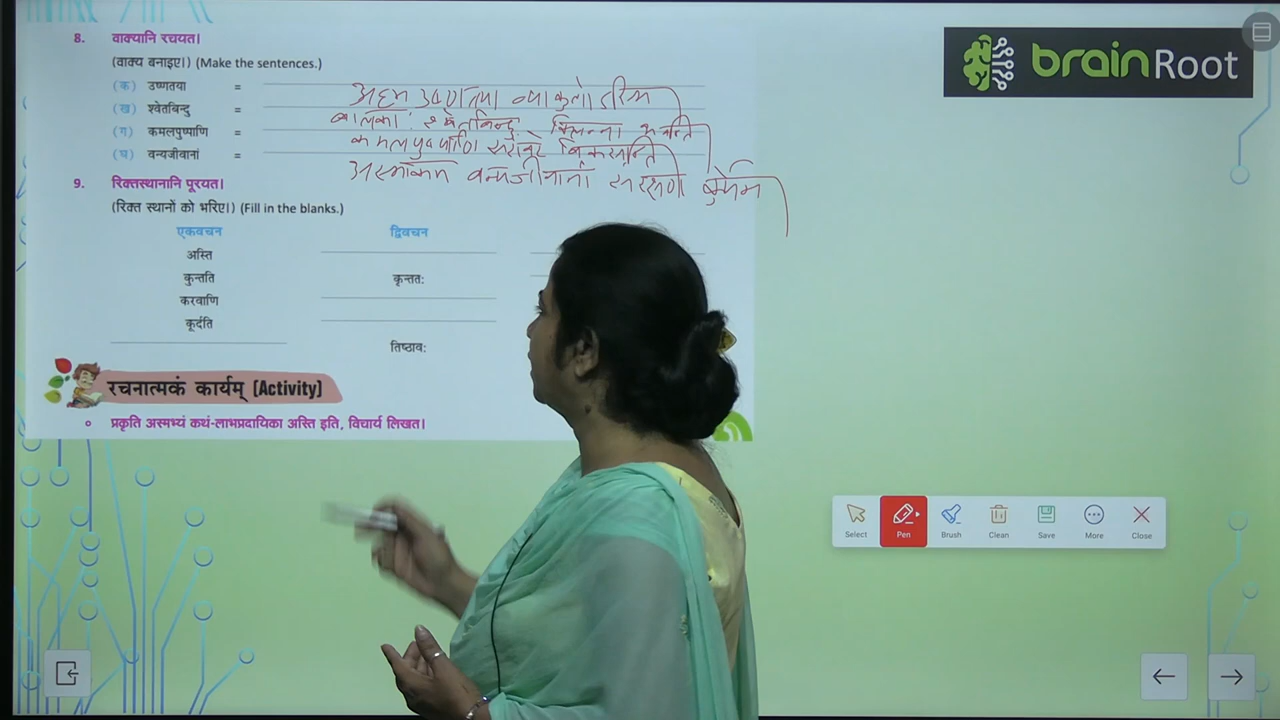 8. वाक्यानि रचयत।
(वाक्य बनाइए।) (Make the sentences.)
(क) उष्णतया = अहम उष्णतया व्याकुलो
(ख) श्वेतबिन्दु = बालिका: श्वेतबिन्दु
(ग) कमलपुष्पाणि = कमलपुष्पाणि सरोवरे विकसन्ति
(घ) वन्यजीवानां = अस्माकम वन्यजीवानां
9. रिक्तस्थानानि पूरयत।
(रिक्त स्थानों को भरिए।) (Fill in the blanks.)
एकवचन द्विवचन
अस्ति
कुन्तति कृन्तत:
करवाणि
कूर्दति
तिष्ठाव:
रचनात्मकं कार्यम् (Activity)
प्रकृति अस्मभ्यं कथं-लाभप्रदायिका अस्ति इति, विचार्य लिखत।
brainRoot
Select Pen Brush Clean Save More Close